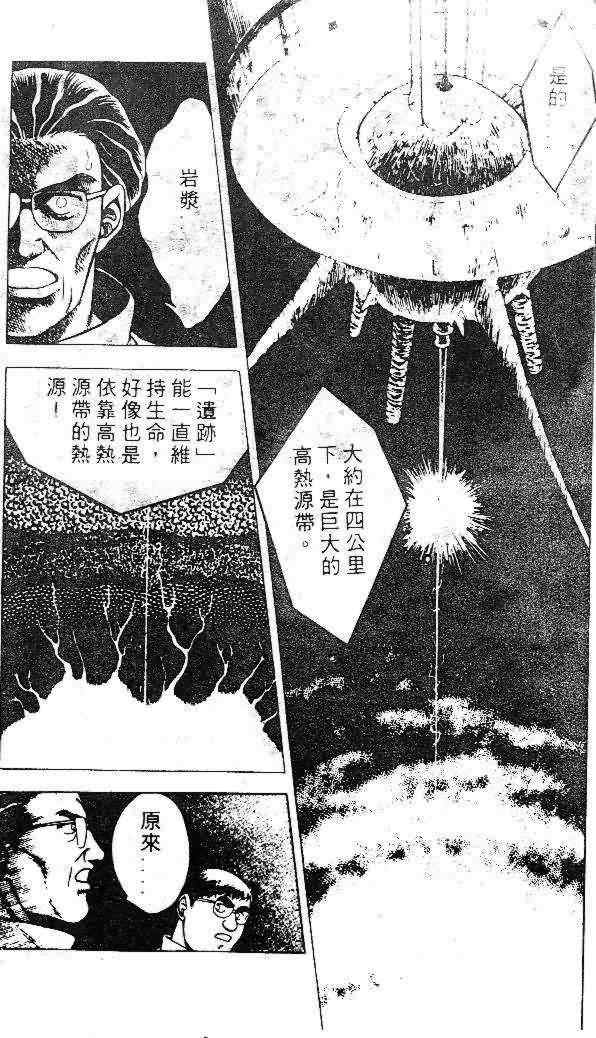 是的……
大約在四公里
下，是巨大的
高熱源帶。
岩漿…
「遺跡」
能一直維
持生命，
好像也是
依靠高熱
源帶的熱
源！
原來……